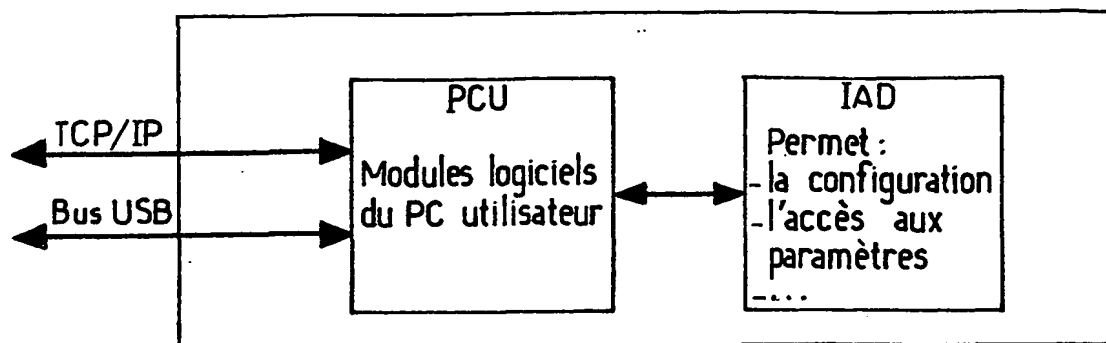 TCP/IP
Bus USB
PCU
Modules logiciels
du PC utilisateur
IAD
Permet :
- la configuration
- l'accès aux
paramètres
- ...